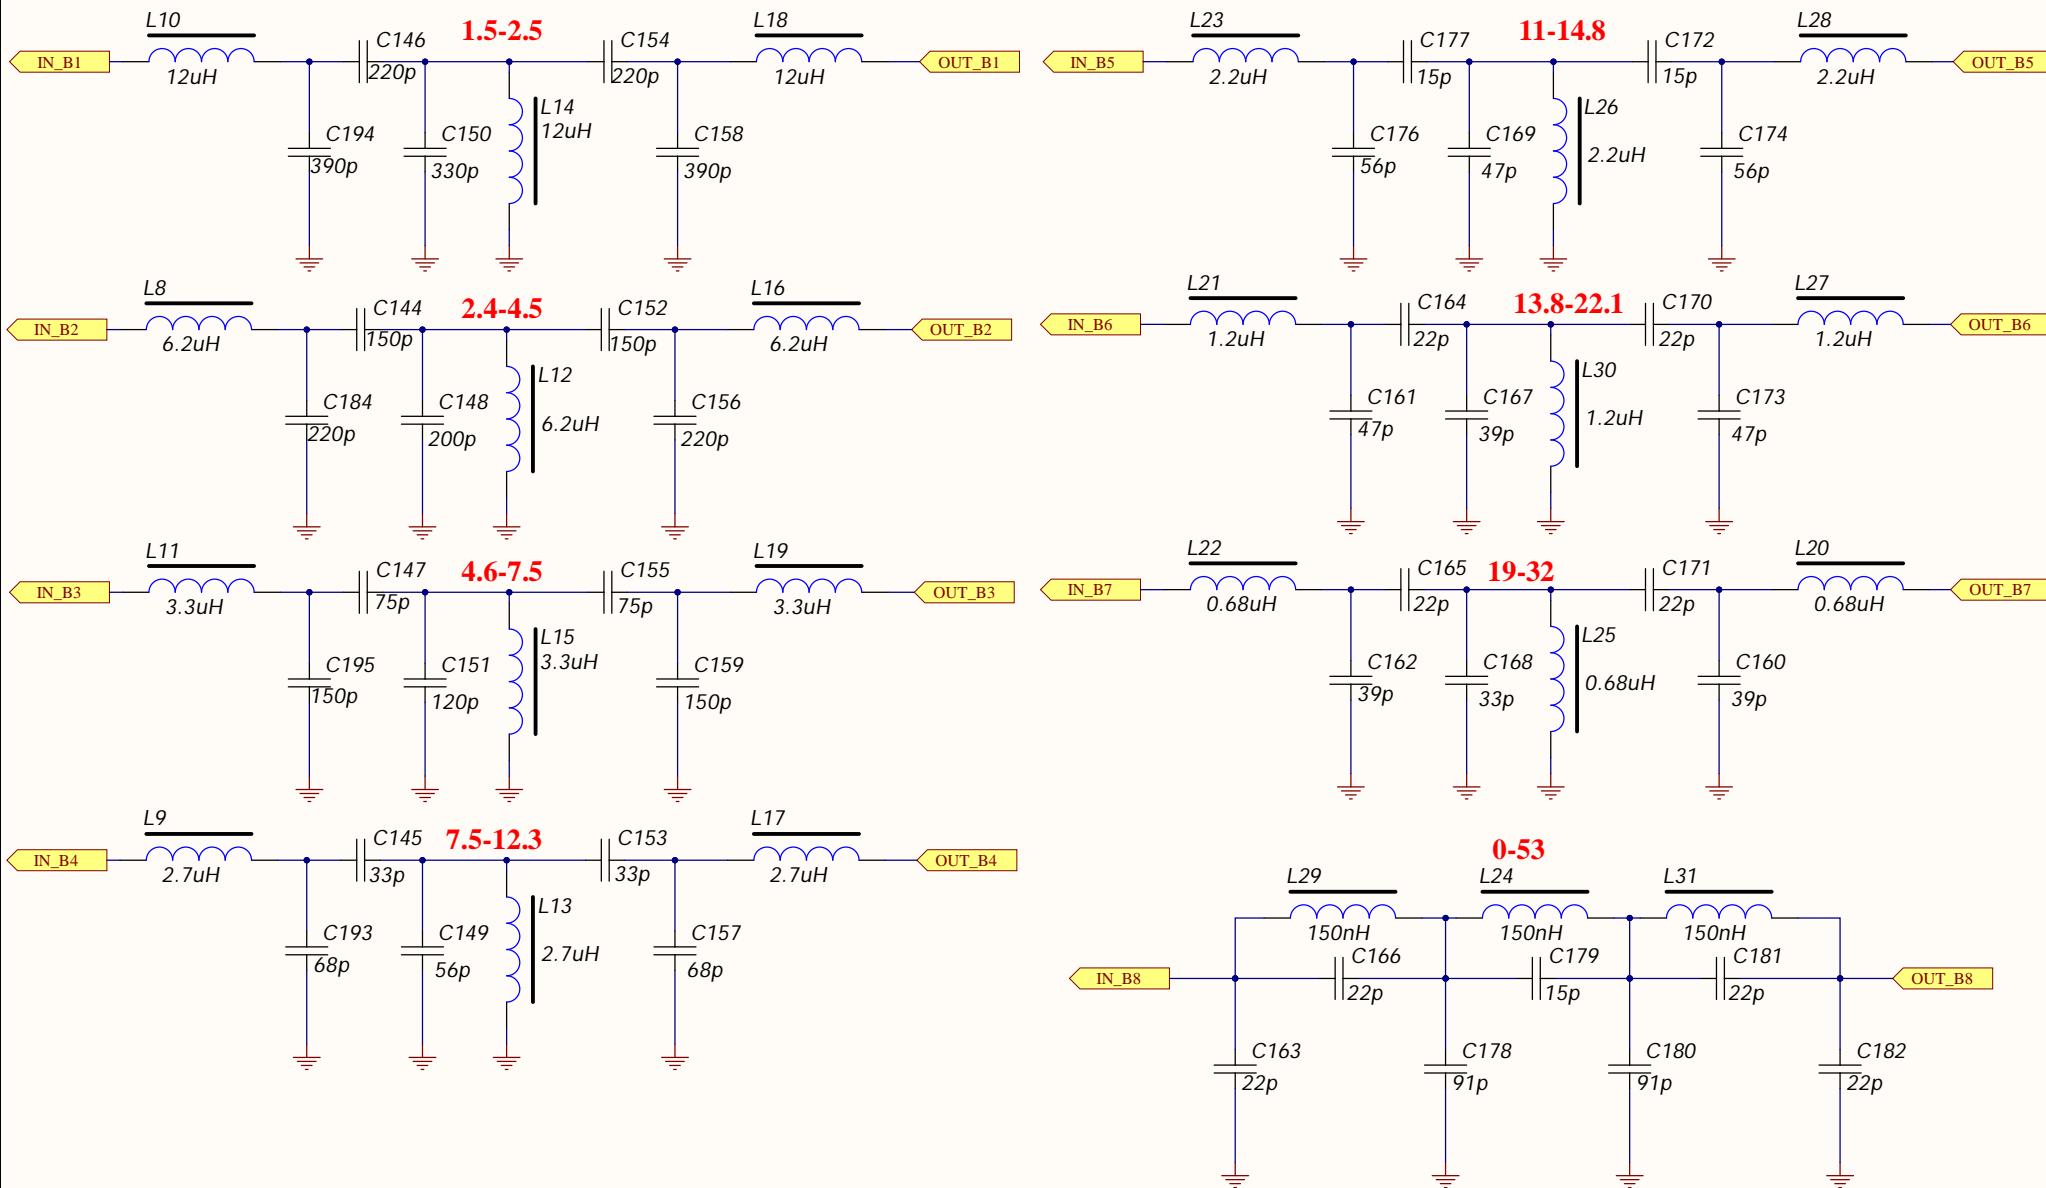 L10
C146
1.5-2.5
C154
L18
IN_B1
12uH
220p
220p
12uH
OUT_B1
L14
12uH
C194
390p
C150
330p
C158
390p
L23
C177
11-14.8
C172
L28
IN_B5
2.2uH
15p
15p
2.2uH
OUT_B5
L26
2.2uH
C176
56p
C169
47p
C174
56p
L8
C144
2.4-4.5
C152
L16
IN_B2
6.2uH
150p
150p
6.2uH
OUT_B2
L12
6.2uH
C184
220p
C148
200p
C156
220p
L21
C164
13.8-22.1
C170
L27
IN_B6
1.2uH
22p
22p
1.2uH
OUT_B6
L30
1.2uH
C161
47p
C167
39p
C173
47p
L11
C147
4.6-7.5
C155
L19
IN_B3
3.3uH
75p
75p
3.3uH
OUT_B3
L15
3.3uH
C195
150p
C151
120p
C159
150p
L22
C165
19-32
C171
L20
IN_B7
0.68uH
22p
22p
0.68uH
OUT_B7
L25
0.68uH
C162
39p
C168
33p
C160
39p
L9
C145
7.5-12.3
C153
L17
IN_B4
2.7uH
33p
33p
2.7uH
OUT_B4
L13
2.7uH
C193
68p
C149
56p
C157
68p
0-53
L29
L24
L31
150nH
150nH
150nH
C166
C179
C181
IN_B8
22p
15p
22p
OUT_B8
C163
22p
C178
91p
C180
91p
C182
22p